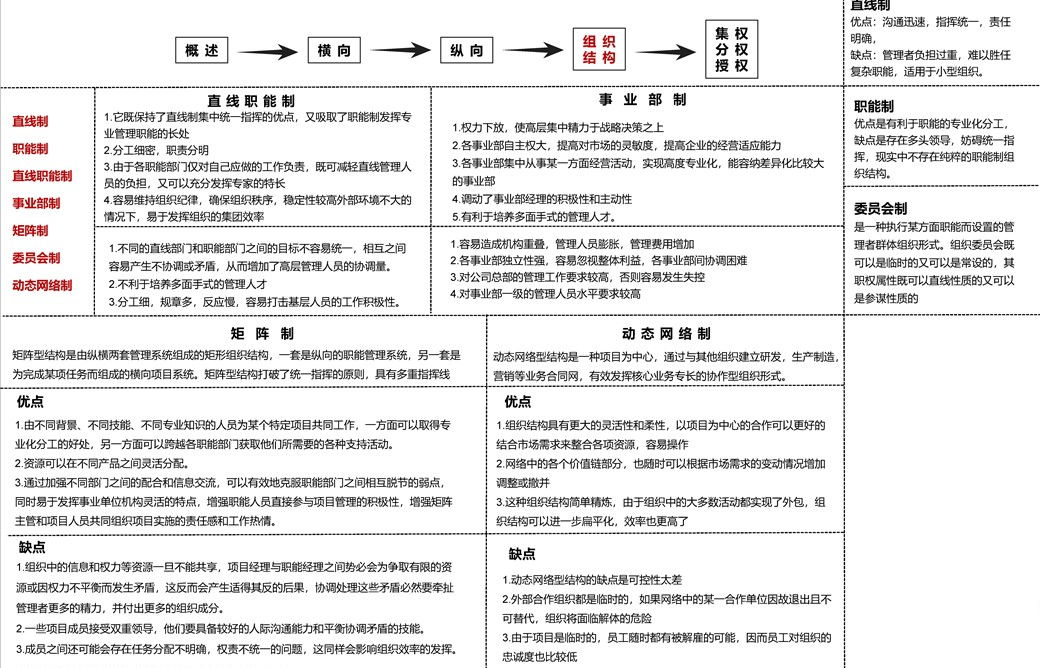 概 述
横 向
纵 向
组 织
结 构
集 权
分 权
授 权
直线制
优点：沟通迅速，指挥统一，责任
明确，
缺点：管理者负担过重，难以胜任
复杂职能，适用于小型组织。
职能制
优点是有利于职能的专业化分工，
缺点是存在多头领导，妨碍统一指
挥，现实中不存在纯粹的职能制组
织结构。
委员会制
是一种执行某方面职能而设置的管
理者群体组织形式。组织委员会既
可以是临时的又可以是常设的，其
职权属性既可以直线性质的又可以
是参谋性质的
直线制
职能制
直线职能制
事业部制
矩阵制
委员会制
动态网络制
直 线 职 能 制
1.它既保持了直线制集中统一指挥的优点，又吸取了职能制发挥专
业管理职能的长处
2.分工细密，职责分明
3.由于各职能部门仅对自己应做的工作负责，既可减轻直线管理人
员的负担，又可以充分发挥专家的特长
4.容易维持组织纪律，确保组织秩序，稳定性较高外部环境不大的
情况下，易于发挥组织的集团效率
1.不同的直线部门和职能部门之间的目标不容易统一，相互之间
容易产生不协调或矛盾，从而增加了高层管理人员的协调量。
2.不利于培养多面手式的管理人才
3.分工细，规章多，反应慢，容易打击基层人员的工作积极性。
事 业 部 制
1.权力下放，使高层集中精力于战略决策之上
2.各事业部自主权大，提高对市场的灵敏度，提高企业的经营适应能力
3.各事业部集中从事某一方面经营活动，实现高度专业化，能容纳差异化比较大
的事业部
4.调动了事业部经理的积极性和主动性
5.有利于培养多面手式的管理人才。
1.容易造成机构重叠，管理人员膨胀，管理费用增加
2.各事业部独立性强，容易忽视整体利益，各事业部间协调困难
3.对公司总部的管理工作要求较高，否则容易发生失控
4.对事业部一级的管理人员水平要求较高
矩 阵 制
矩阵型结构是由纵横两套管理系统组成的矩形组织结构，一套是纵向的职能管理系统，另一套是
为完成某项任务而组成的横向项目系统。矩阵型结构打破了统一指挥的原则，具有多重指挥线
优点
1.由不同背景、不同技能、不同专业知识的人员为某个特定项目共同工作，一方面可以取得专
业化分工的好处，另一方面可以跨越各职能部门获取他们所需要的各种支持活动。
2.资源可以在不同产品之间灵活分配。
3.通过加强不同部门之间的配合和信息交流，可以有效地克服职能部门之间相互脱节的弱点，
同时易于发挥事业单位机构灵活的特点，增强职能人员直接参与项目管理的积极性，增强矩阵
主管和项目人员共同组织项目实施的责任感和工作热情。
缺点
1.组织中的信息和权力等资源一旦不能共享，项目经理与职能经理之间势必会为争取有限的资
源或因权力不平衡而发生矛盾，这反而会产生适得其反的后果，协调处理这些矛盾必然要牵扯
管理者更多的精力，并付出更多的组织成分。
2.一些项目成员接受双重领导，他们要具备较好的人际沟通能力和平衡协调矛盾的技能。
3.成员之间还可能会存在任务分配不明确，权责不统一的问题，这同样会影响组织效率的发挥。
动 态 网 络 制
动态网络型结构是一种项目为中心，通过与其他组织建立研发，生产制造，
营销等业务合同网，有效发挥核心业务专长的协作型组织形式。
优点
1.组织结构具有更大的灵活性和柔性，以项目为中心的合作可以更好的
结合市场需求来整合各项资源，容易操作
2.网络中的各个价值链部分，也随时可以根据市场需求的变动情况增加
调整或撤并
3.这种组织结构简单精炼，由于组织中的大多数活动都实现了外包，组
织结构可以进一步扁平化，效率也更高了
缺点
1.动态网络型结构的缺点是可控性太差
2.外部合作组织都是临时的，如果网络中的某一合作单位因故退出且不
可替代，组织将面临解体的危险
3.由于项目是临时的，员工随时都有被解雇的可能，因而员工对组织的
忠诚度也比较低